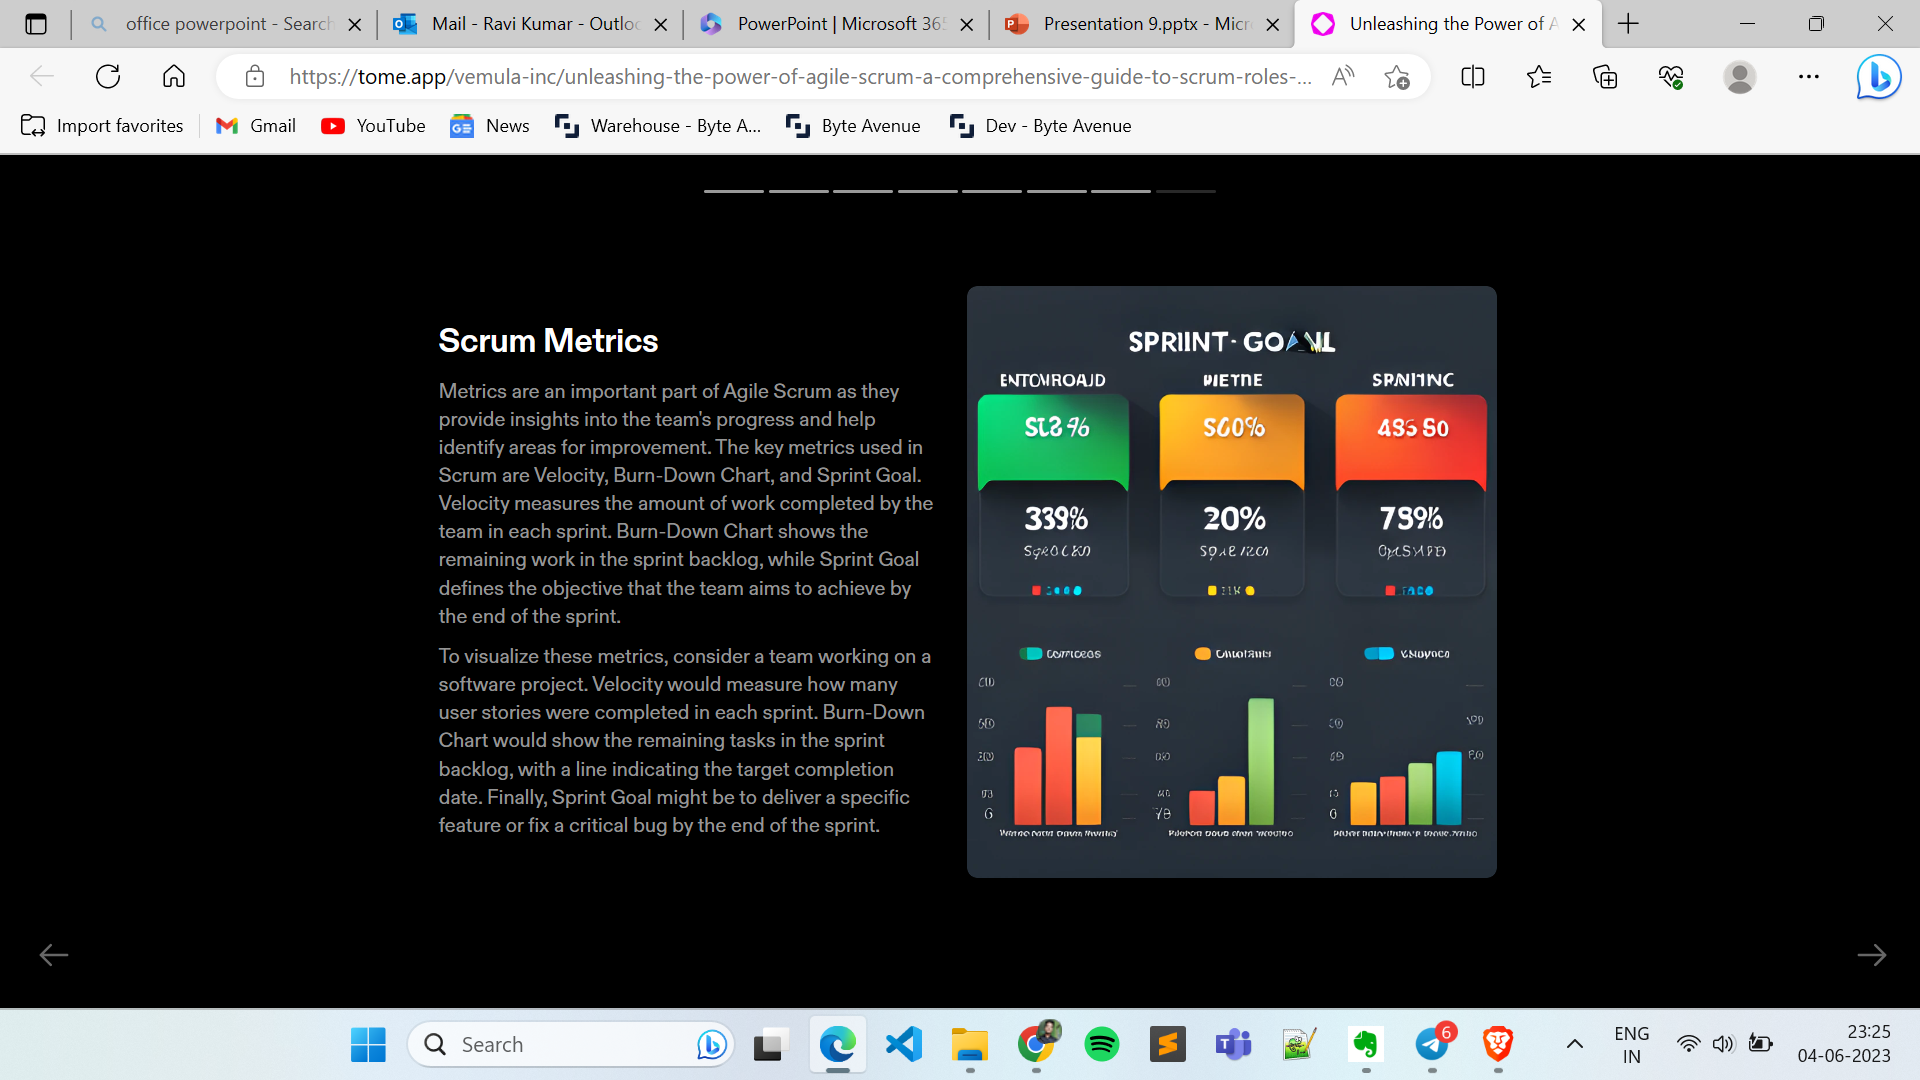 office powerpoint - Search
Mail - Ravi Kumar - Outloo
PowerPoint | Microsoft 365
Presentation 9.pptx - Micr
Unleashing the Power of A
https://tome.app/vemula-inc/unleashing-the-power-of-agile-scrum-a-comprehensive-guide-to-scrum-roles-...
Import favorites
Gmail
YouTube
News
Warehouse - Byte A...
Byte Avenue
Dev - Byte Avenue
Scrum Metrics
Metrics are an important part of Agile Scrum as they
provide insights into the team's progress and help
identify areas for improvement. The key metrics used in
Scrum are Velocity, Burn-Down Chart, and Sprint Goal.
Velocity measures the amount of work completed by the
team in each sprint. Burn-Down Chart shows the
remaining work in the sprint backlog, while Sprint Goal
defines the objective that the team aims to achieve by
the end of the sprint.
To visualize these metrics, consider a team working on a
software project. Velocity would measure how many
user stories were completed in each sprint. Burn-Down
Chart would show the remaining tasks in the sprint
backlog, with a line indicating the target completion
date. Finally, Sprint Goal might be to deliver a specific
feature or fix a critical bug by the end of the sprint.
339%
20%
Search
6
ENG
IN
23:25
04-06-2023